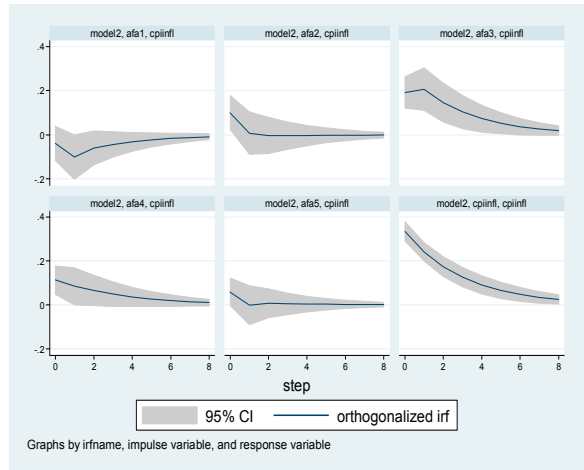 model2, afa1, cpiinfl
model2, afa2, cpiinfl
model2, afa3, cpiinfl
.4
.2
0
-.2
model2, afa4, cpiinfl
model2, afa5, cpiinfl
model2, cpiinfl, cpiinfl
.4
.2
0
-.2
0 2 4 6 8
0 2 4 6 8
0 2 4 6 8
step
95% CI
orthogonalized irf
Graphs by irfname, impulse variable, and response variable